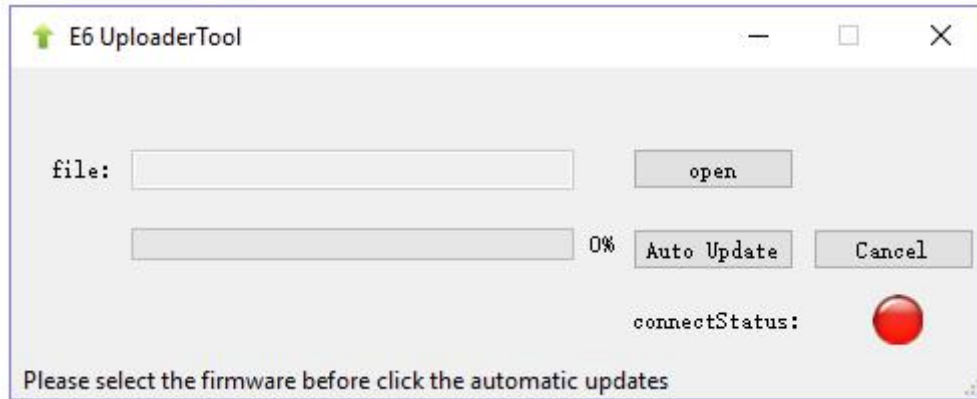 E6 UploaderTool
file:
open
0%
Auto Update
Cancel
connectStatus:
Please select the firmware before click the automatic updates